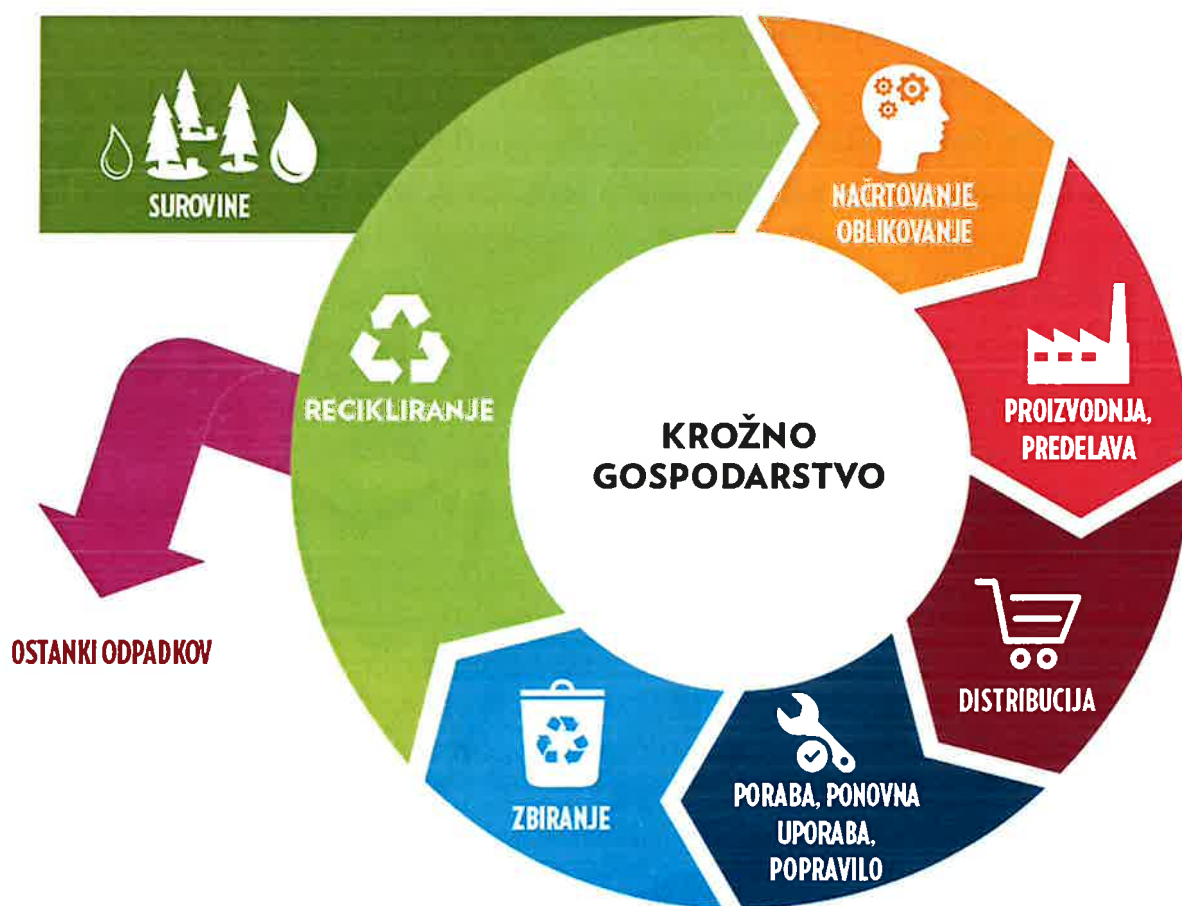 SUROVINE
NAČRTOVANJE,
OBLIKOVANJE
PROIZVODNJA,
PREDELAVA
DISTRIBUCIJA
PORABA, PONOVNA
UPORABA,
POPRAVILO
ZBIRANJE
RECIKLIRANJE
OSTANKI ODPADKOV
KROŽNO
GOSPODARSTVO